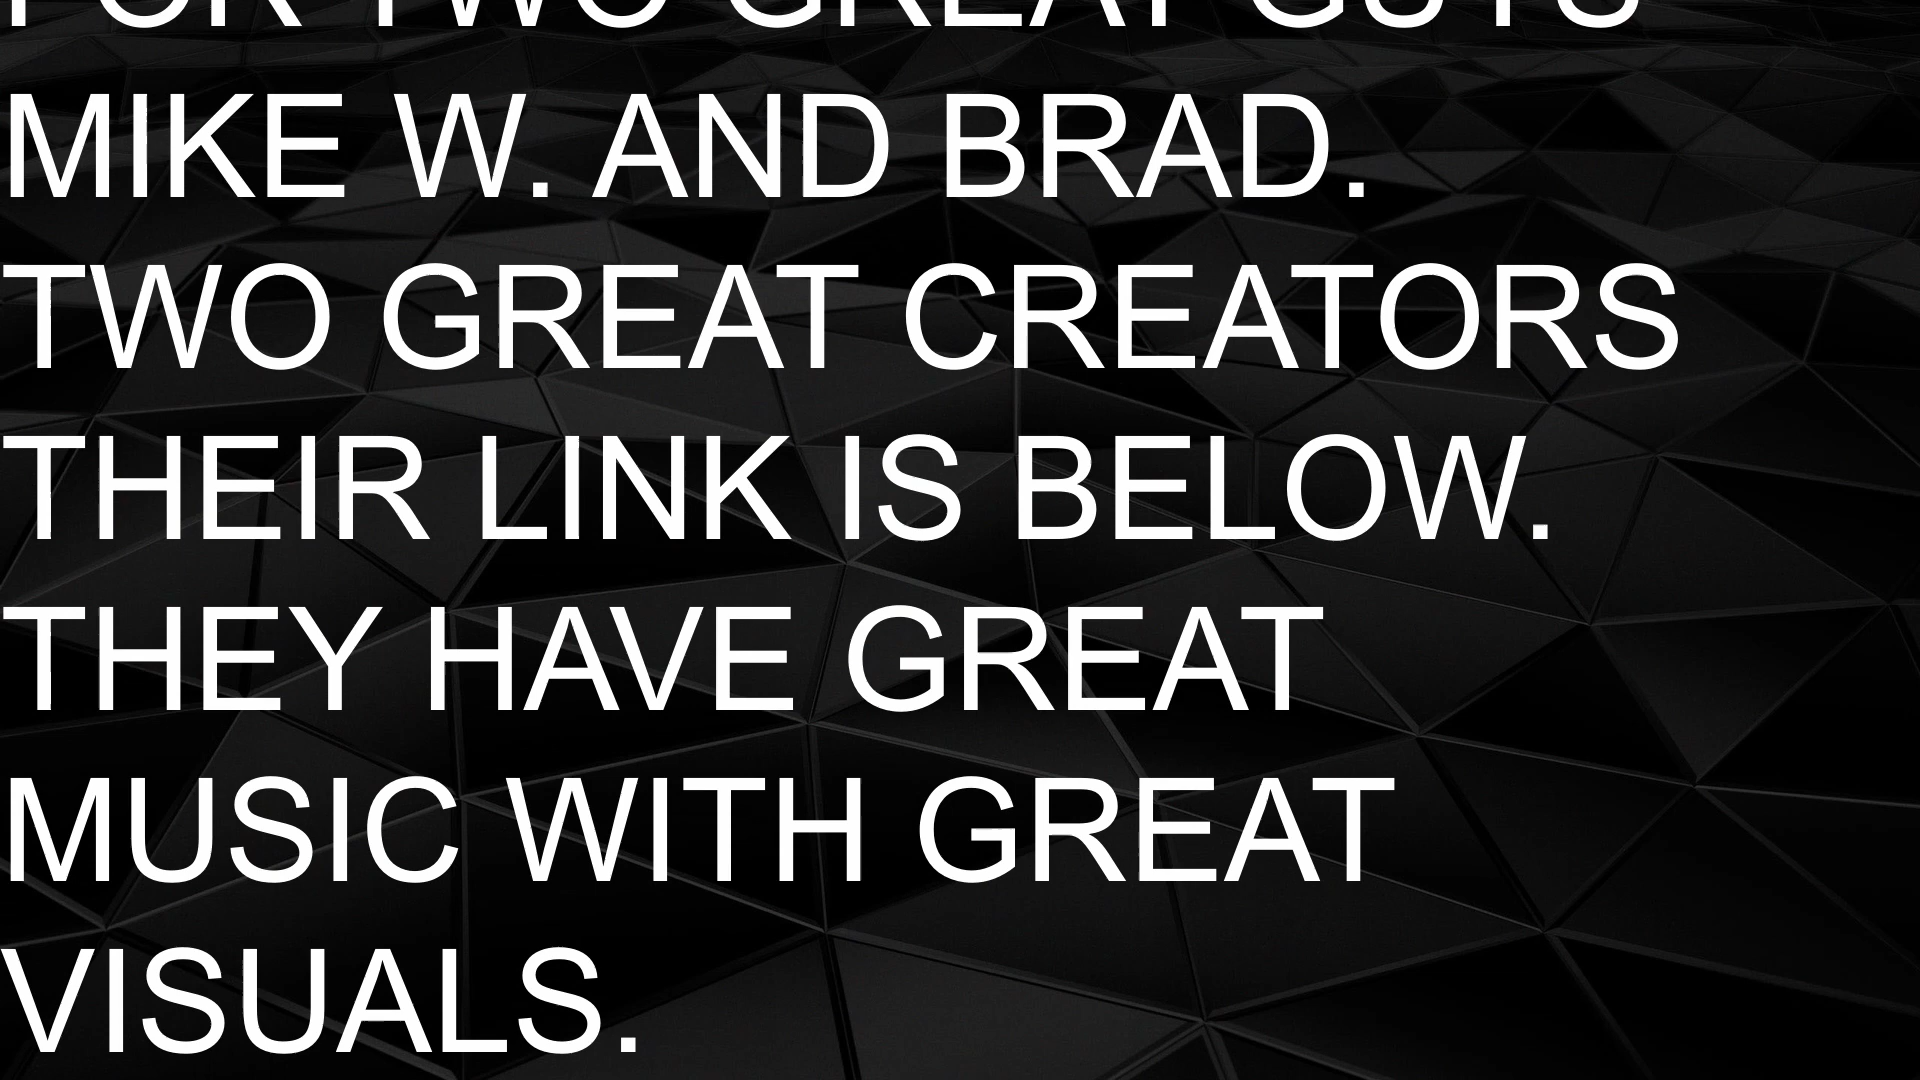 FOR TWO GREAT GUYS
MIKE W. AND BRAD.
TWO GREAT CREATORS
THEIR LINK IS BELOW.
THEY HAVE GREAT
MUSIC WITH GREAT
VISUALS.